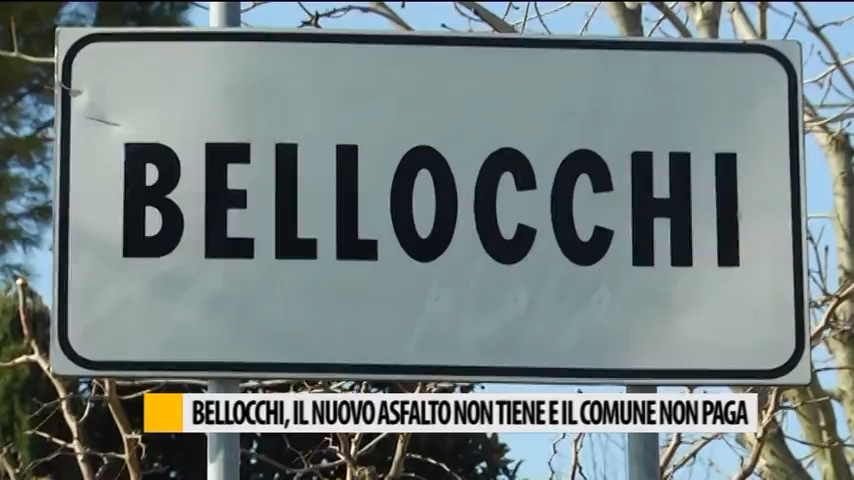 BELLOCCHI
BELLOCCHI, IL NUOVO ASFALTO NON TIENE E IL COMUNE NON PAGA